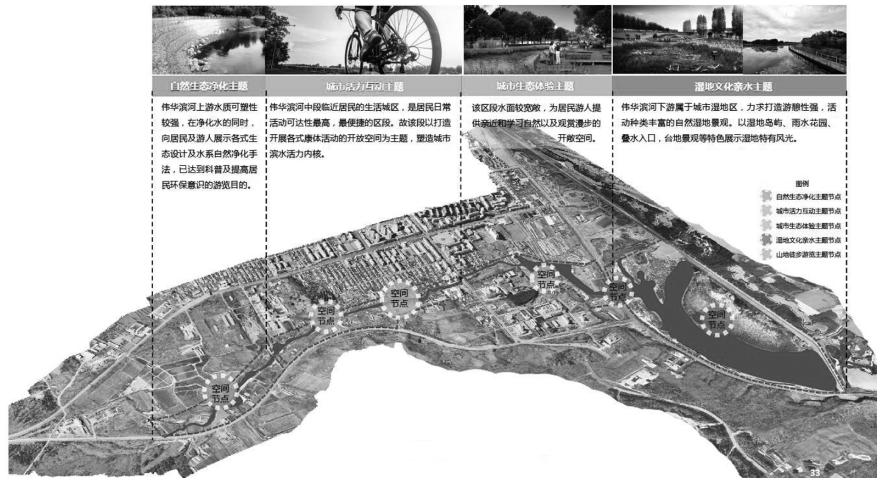 自然生态净化主题
伟华滨河上游水质可塑性
较强，在净化水的同时，
向居民及游人展示各式生
态设计及水系自然净化手
法，已达到科普及提高居
民环保意识的游览目的。
城市活力互动主题
伟华滨河中段临近居民的生活城区，是居民日常
活动可达性最高，最便捷的区段。故该段以打造
开展各式康体活动的开放空间为主题，塑造城市
滨水活力内核。
城市生态体验主题
该区段水面较宽敞，为居民游人提
供亲近和学习自然以及观赏漫步的
开敞空间。
湿地文化亲水主题
伟华滨河下游属于城市湿地区，力求打造游憩性强，活
动种类丰富的自然湿地景观。以湿地岛屿、雨水花园、
叠水入口，台地景观等特色展示湿地特有风光。
图例
自然生态净化主题节点
城市活力互动主题节点
城市生态体验主题节点
湿地文化亲水主题节点
山地徒步游览主题节点
空间
节点
空间
节点
空间
节点
空间
节点
空间
节点
空间
节点
33